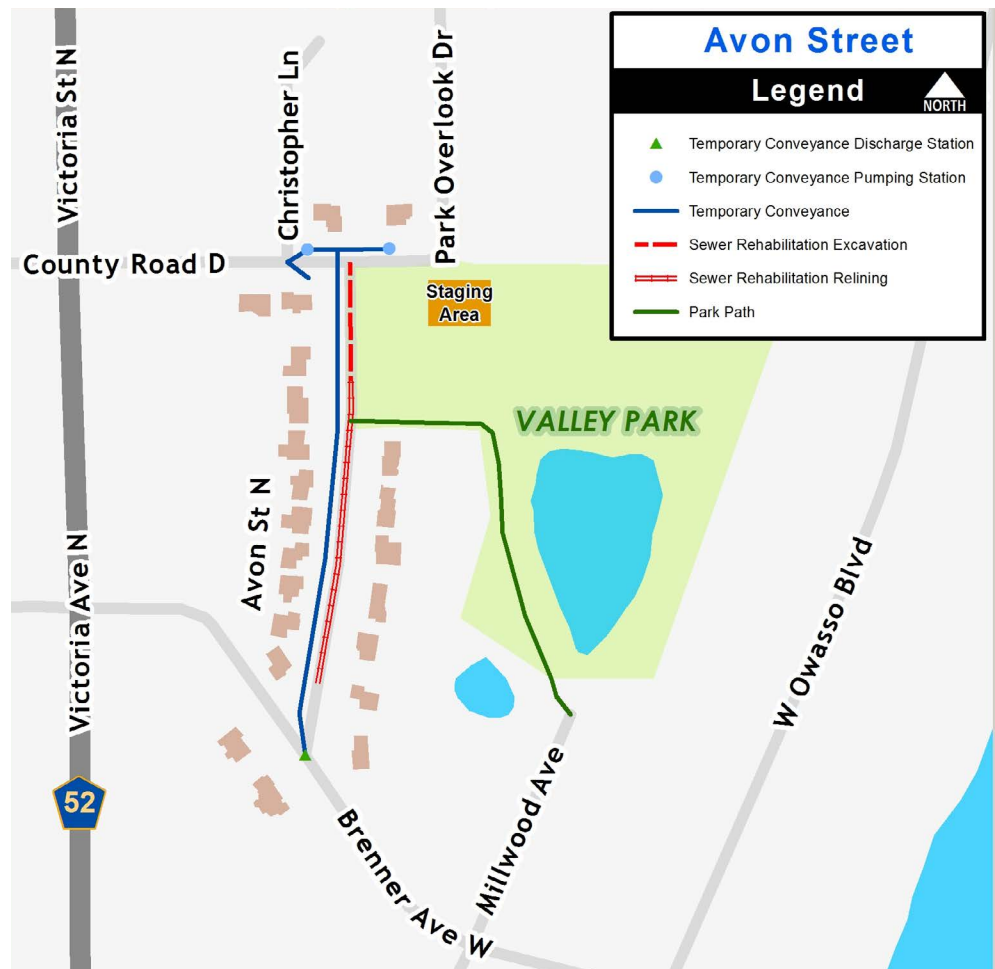 Avon Street
Legend
NORTH
Temporary Conveyance Discharge Station
Temporary Conveyance Pumping Station
Temporary Conveyance
Sewer Rehabilitation Excavation
Sewer Rehabilitation Relining
Park Path
Victoria St N
Christopher Ln
Park Overlook Dr
County Road D
Staging
Area
VALLEY PARK
Avon St N
Victoria Ave N
W Owasso Blvd
52
Millwood Ave
Brenner Ave W